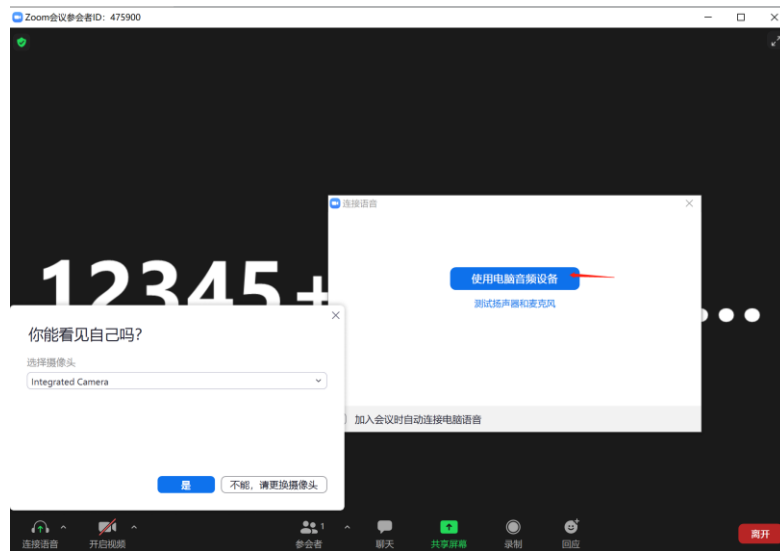 Zoom会议参会者ID: 475900
连接语音
使用电脑音频设备
测试扬声器和麦克风
12345+
...
你能看见自己吗?
选择摄像头
Integrated Camera
加入会议时自动连接电脑语音
是
不能，请更换摄像头
连接语音
开启视频
1
参会者
聊天
共享屏幕
录制
回应
离开